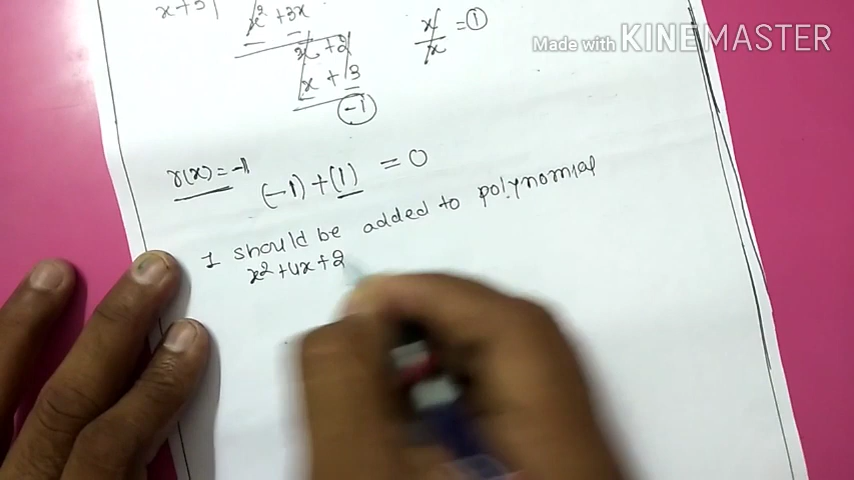 Made with KINEMASTER
x+3
x² + 3x
x/x = 1
x + 2
x + 3
-1
r(x) = -1
(-1) + (1) = 0
1 should be added to polynomial
x² + 4x + 2